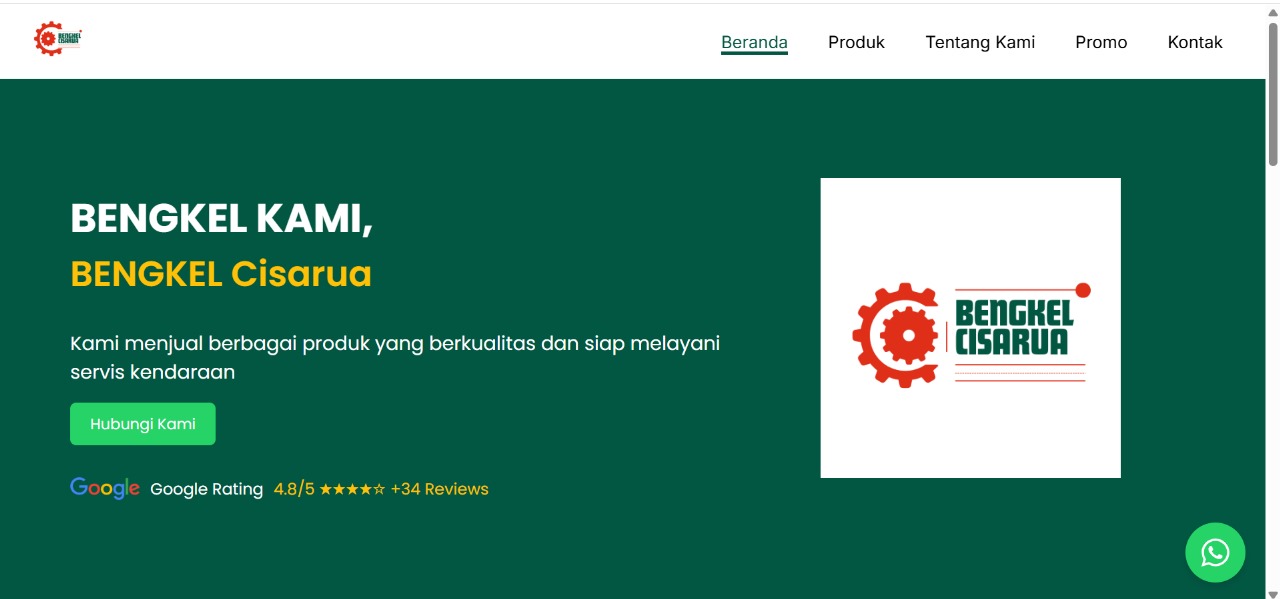 BENGKEL
CISARUA
Beranda
Produk
Tentang Kami
Promo
Kontak
BENGKEL KAMI,
BENGKEL Cisarua
Kami menjual berbagai produk yang berkualitas dan siap melayani
servis kendaraan
Hubungi Kami
Google Google Rating 4.8/5 ★★★★☆ +34 Reviews
BENGKEL
CISARUA